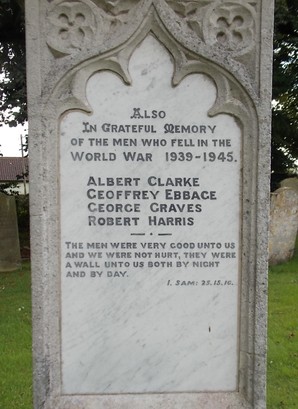 Also
In Grateful Memory
of the men who fell in the
World War 1939-1945.
Albert Clarke
Geoffrey Ebbage
George Graves
Robert Harris
The men were very good unto us
and we were not hurt, they were
a wall unto us both by night
and by day.
I. Sam: 25.15.16.